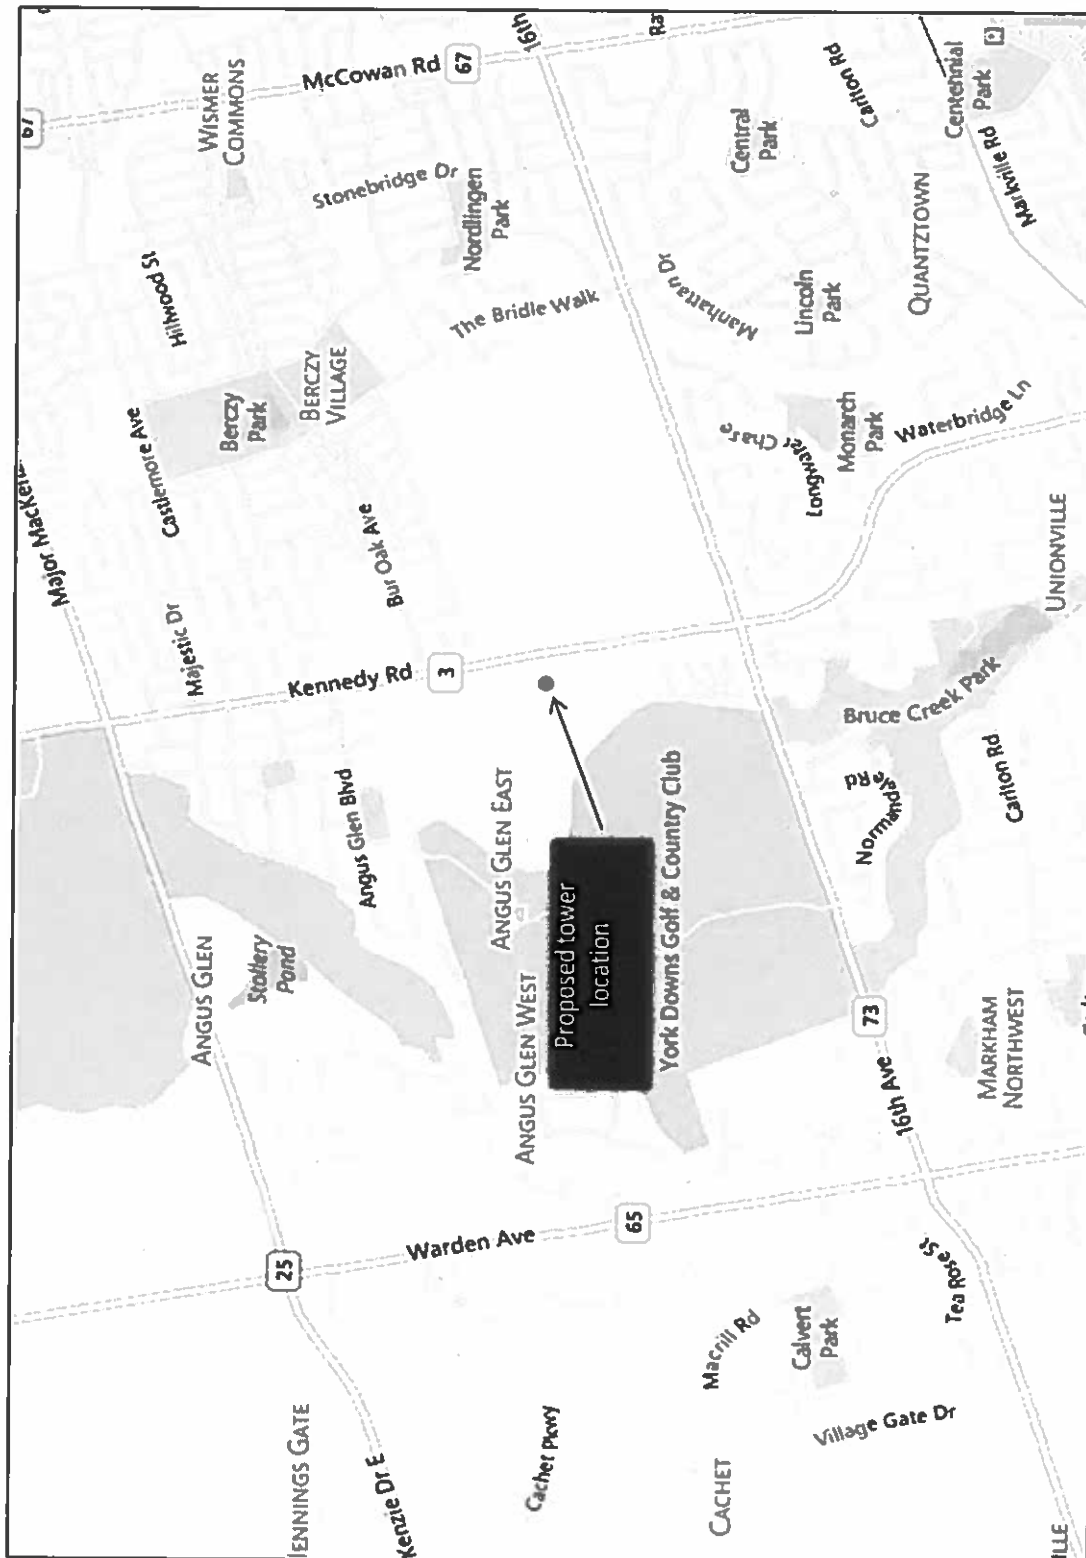 67
WISMER
COMMONS
McCowan Rd
67
16th
Hillwood St
Stonebridge Dr
Nordlingen
Park
Central
Park
Carlton Rd
Centennial
Park
Markville Rd
Castlemore Ave
Berczy
Park
BERCZY
VILLAGE
The Bridle Walk
Manhattan Dr
Lincoln
Park
QUANTZTOWN
Major
Majestic Dr
Bur Oak Ave
Longwater Chase
Monarch
Park
Waterbridge Ln
Kennedy Rd
3
UNIONVILLE
Angus Glen Blvd
ANGUS GLEN EAST
Bruce Creek Park
Normandale Rd
Carlton Rd
ANGUS GLEN
Stollery
Pond
ANGUS GLEN WEST
Proposed tower
location
York Downs Golf & Country Club
73
16th Ave
MARKHAM
NORTHWEST
25
Warden Ave
65
Tea Rose St
Macrill Rd
Calvert
Park
JENNINGS GATE
Kenzie Dr E
Cachet Pkwy
CACHET
Village Gate Dr
VILLE